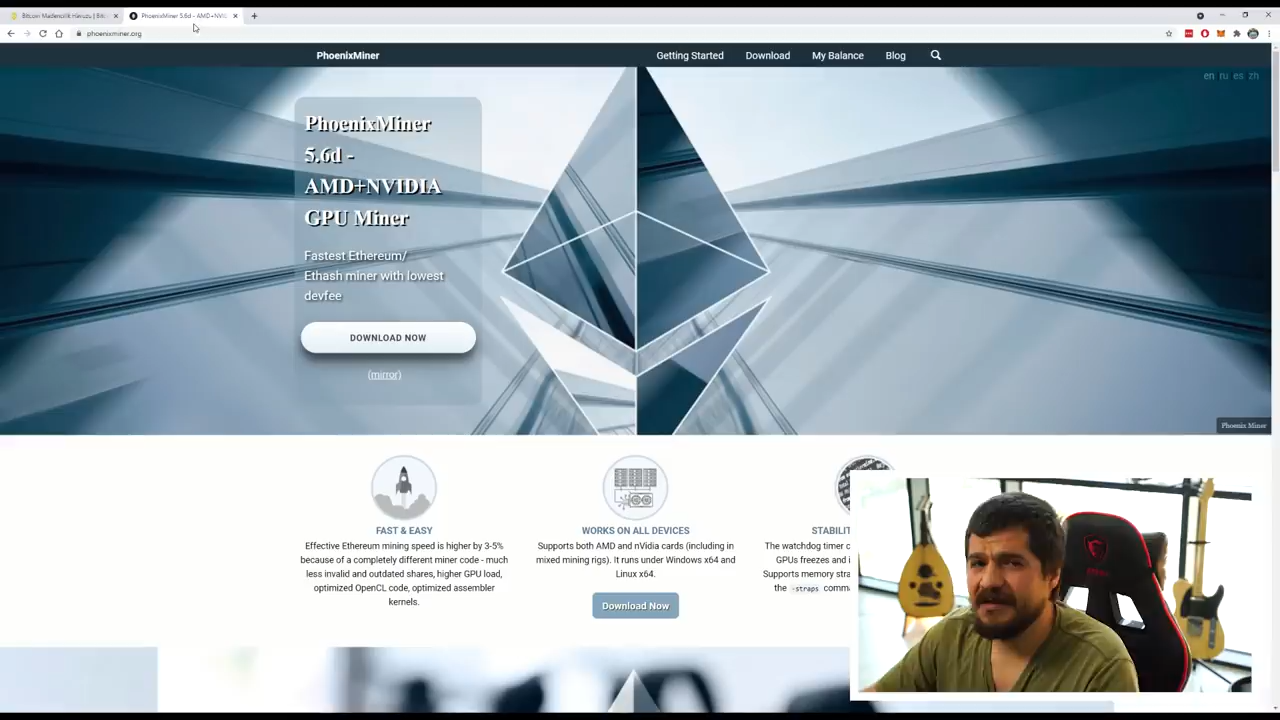 Bitcoin Madencilik Havuzu | Bitc
PhoenixMiner 5.6d - AMD+NVI
phoenixminer.org
PhoenixMiner
Getting Started
Download
My Balance
Blog
en ru es zh
PhoenixMiner
5.6d -
AMD+NVIDIA
GPU Miner
Fastest Ethereum/
Ethash miner with lowest
devfee
DOWNLOAD NOW
(mirror)
Phoenix Miner
FAST & EASY
Effective Ethereum mining speed is higher by 3-5%
because of a completely different miner code - much
less invalid and outdated shares, higher GPU load,
optimized OpenCL code, optimized assembler
kernels.
WORKS ON ALL DEVICES
Supports both AMD and nVidia cards (including in
mixed mining rigs). It runs under Windows x64 and
Linux x64.
Download Now
STABILIT
The watchdog timer c
GPUs freezes and i
Supports memory stra
the -straps comma